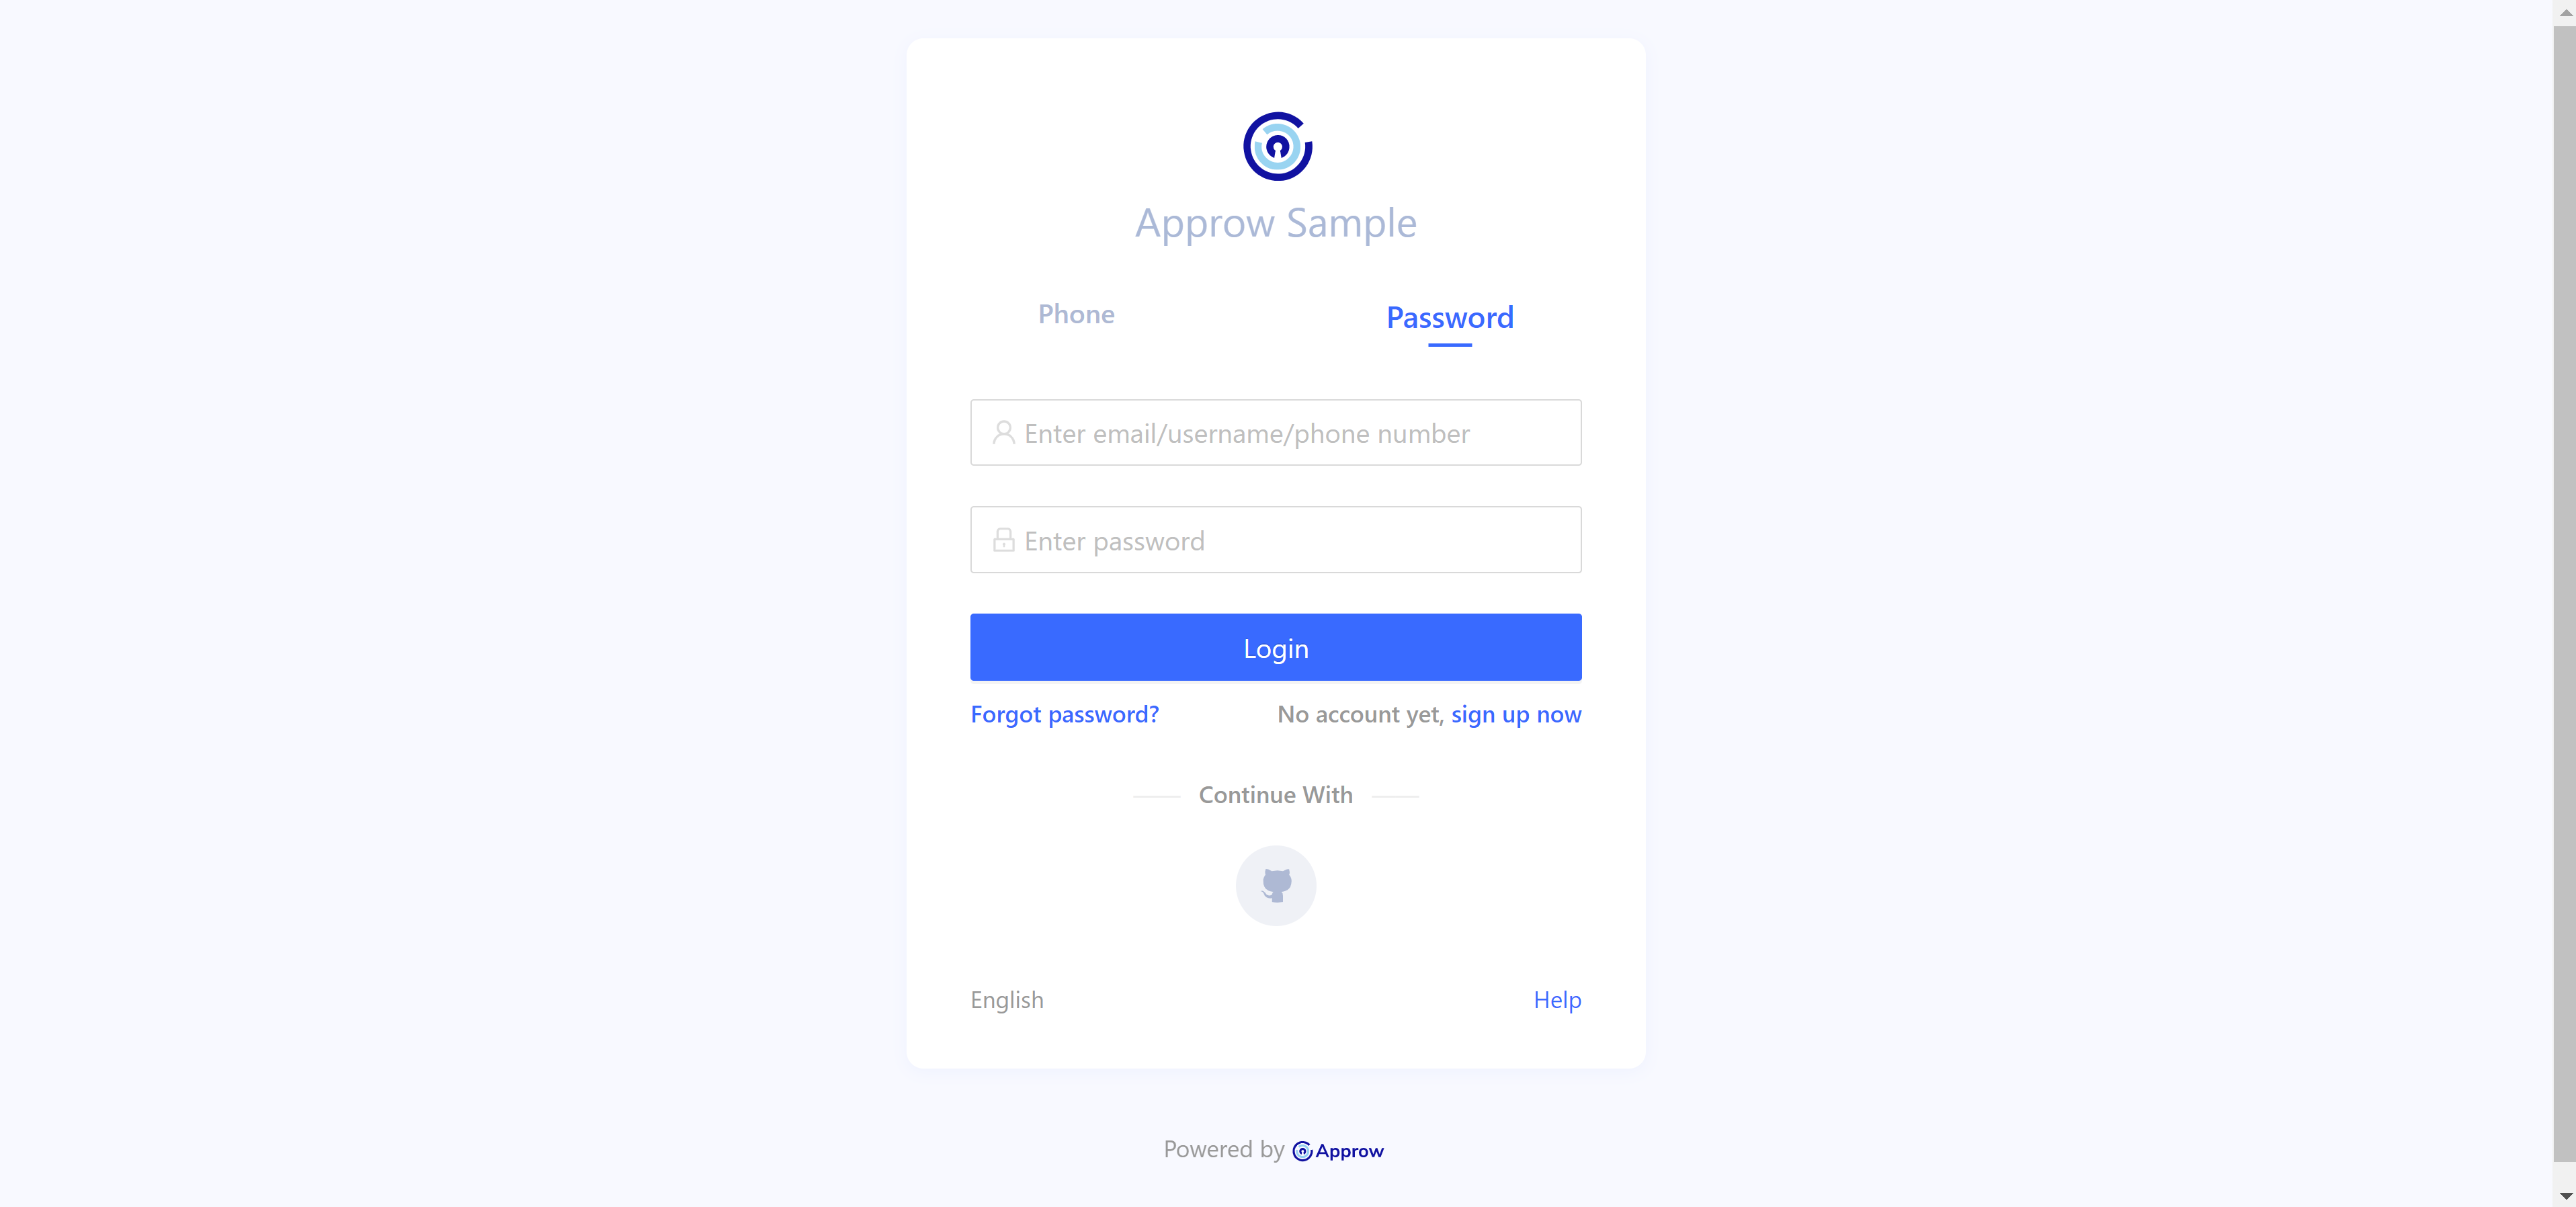 Approw Sample
Phone
Password
Enter email/username/phone number
Enter password
Login
Forgot password?
No account yet, sign up now
Continue With
English
Help
Powered by Approw